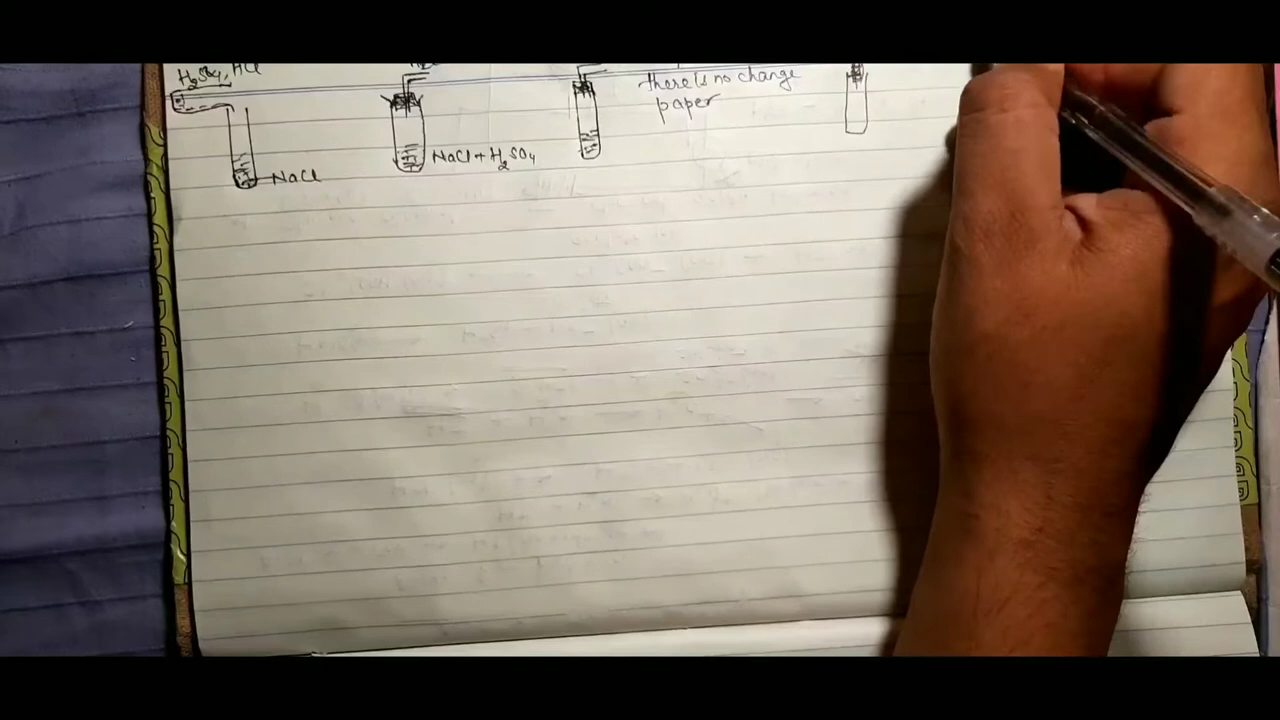 H₂SO₄, HCl
there is no change
paper
NaCl + H₂SO₄
NaCl